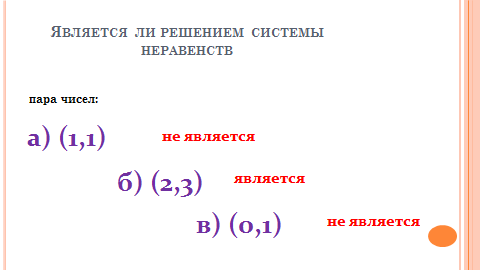 Является ли решением системы
неравенств
пара чисел:
а) (1,1) не является
б) (2,3) является
в) (0,1) не является